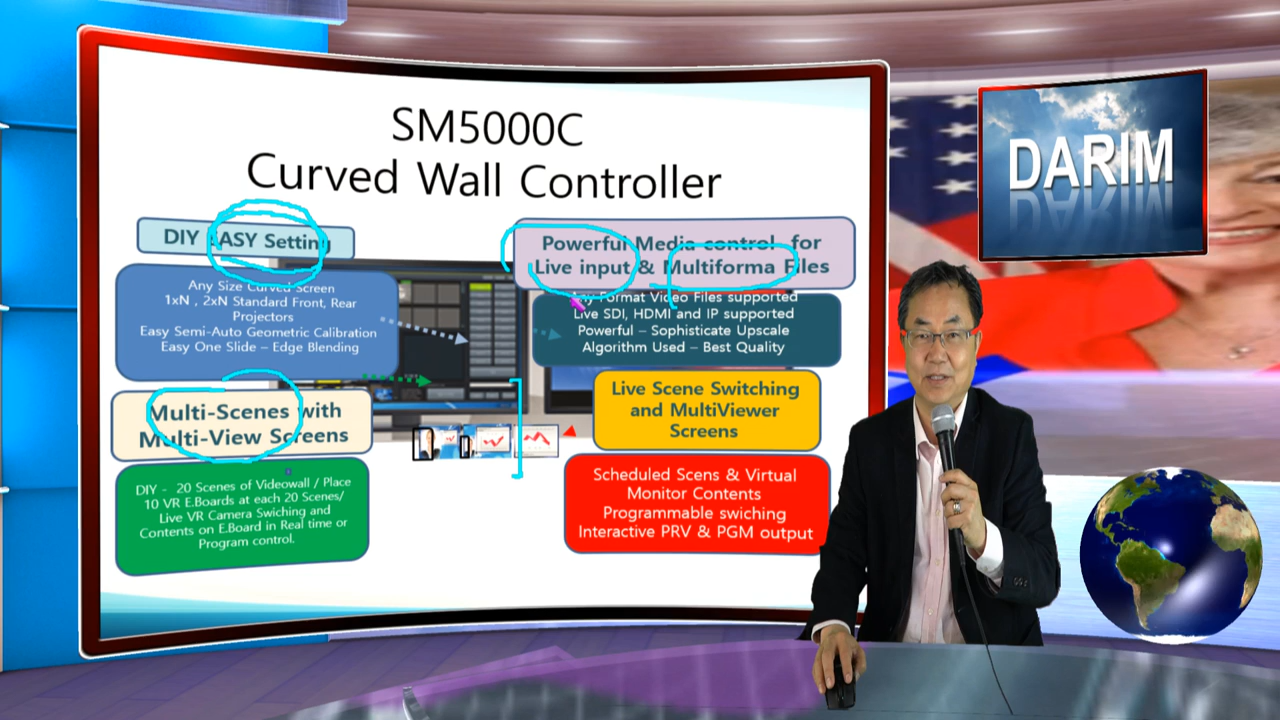 SM5000C
Curved Wall Controller
DIY EASY Setting
Any Size Curved Screen
1xN , 2xN Standard Front, Rear
Projectors
Easy Semi-Auto Geometric Calibration
Easy One Slide – Edge Blending
Multi-Scenes with
Multi-View Screens
DIY - 20 Scenes of Videowall / Place
10 VR E.Boards at each 20 Scenes/
Live VR Camera Swiching and
Contents on E.Board in Real time or
Program control.
Powerful Media control for
Live input & Multiforma Files
Any Format Video Files supported
Live SDI, HDMI and IP supported
Powerful – Sophisticate Upscale
Algorithm Used – Best Quality
Live Scene Switching
and MultiViewer
Screens
Scheduled Scens & Virtual
Monitor Contents
Programmable swiching
Interactive PRV & PGM output
DARIM